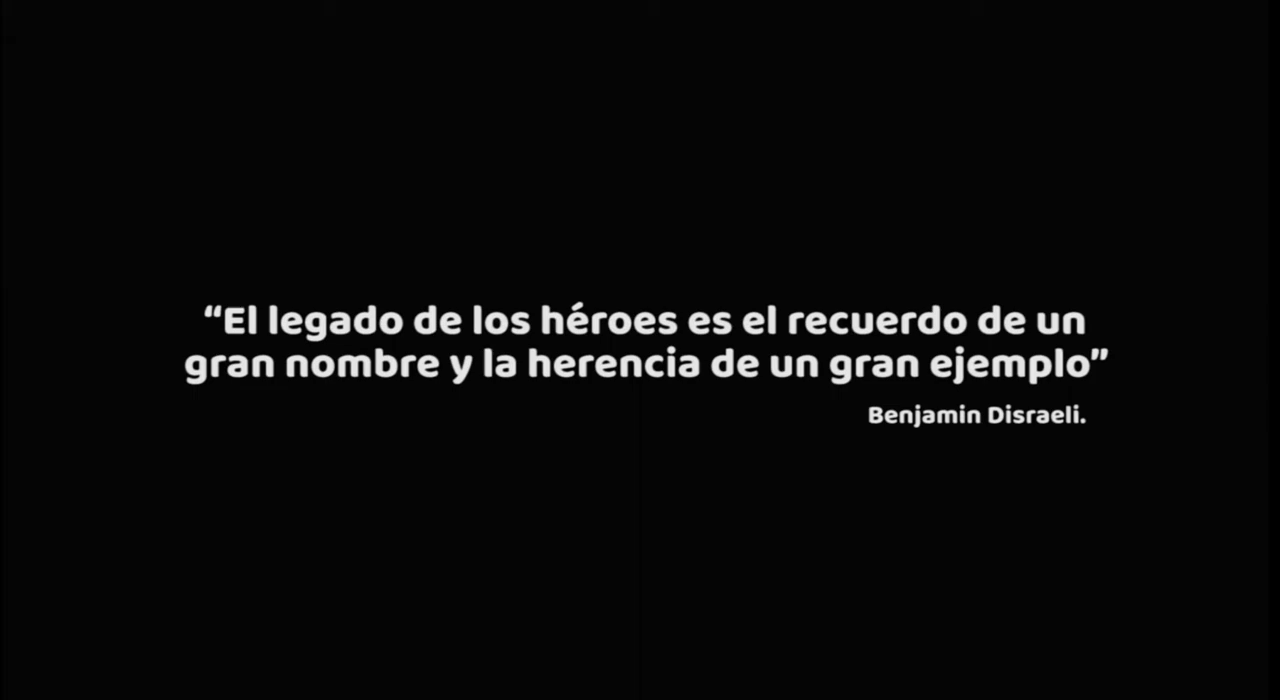 “El legado de los héroes es el recuerdo de un
gran nombre y la herencia de un gran ejemplo”
Benjamin Disraeli.